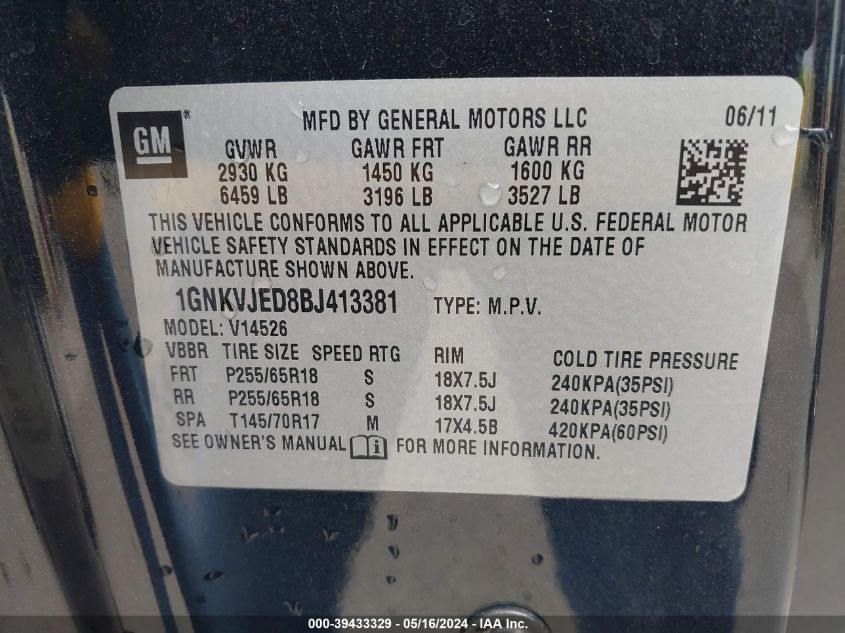 GM ® MFD BY GENERAL MOTORS LLC 06/11
GVWR GAWR FRT GAWR RR
2930 KG 1450 KG 1600 KG
6459 LB 3196 LB 3527 LB
THIS VEHICLE CONFORMS TO ALL APPLICABLE U.S. FEDERAL MOTOR
VEHICLE SAFETY STANDARDS IN EFFECT ON THE DATE OF
MANUFACTURE SHOWN ABOVE.
1GNKVJED8BJ413381 TYPE: M.P.V.
MODEL: V14526
VBBR TIRE SIZE SPEED RTG RIM COLD TIRE PRESSURE
FRT P255/65R18 S 18X7.5J 240KPA(35PSI)
RR P255/65R18 S 18X7.5J 240KPA(35PSI)
SPA T145/70R17 M 17X4.5B 420KPA(60PSI)
SEE OWNER'S MANUAL i FOR MORE INFORMATION.
000-39433329 - 05/16/2024 - IAA Inc.